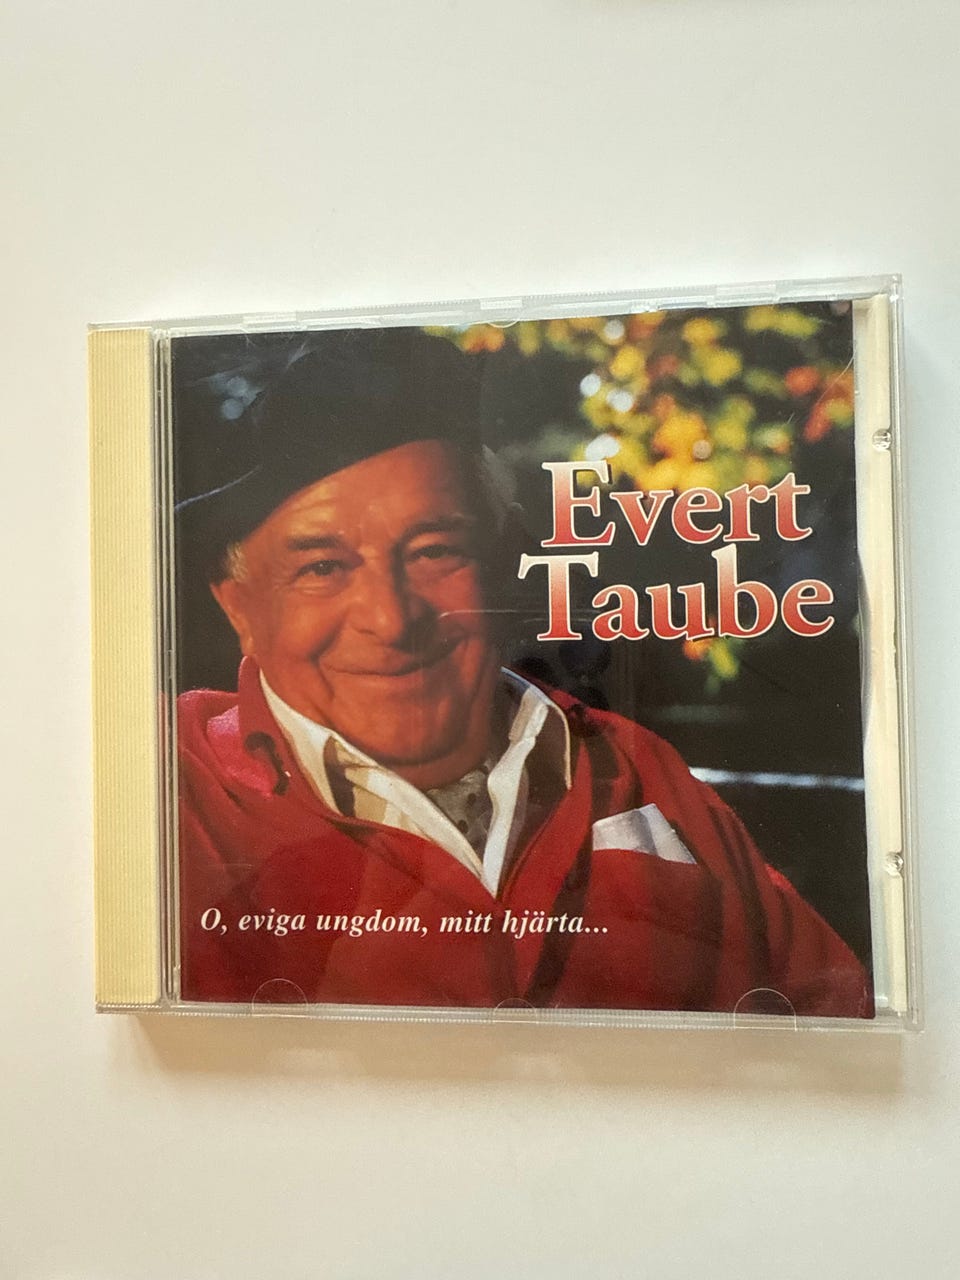 Evert
Taube
O, eviga ungdom, mitt hjärta...